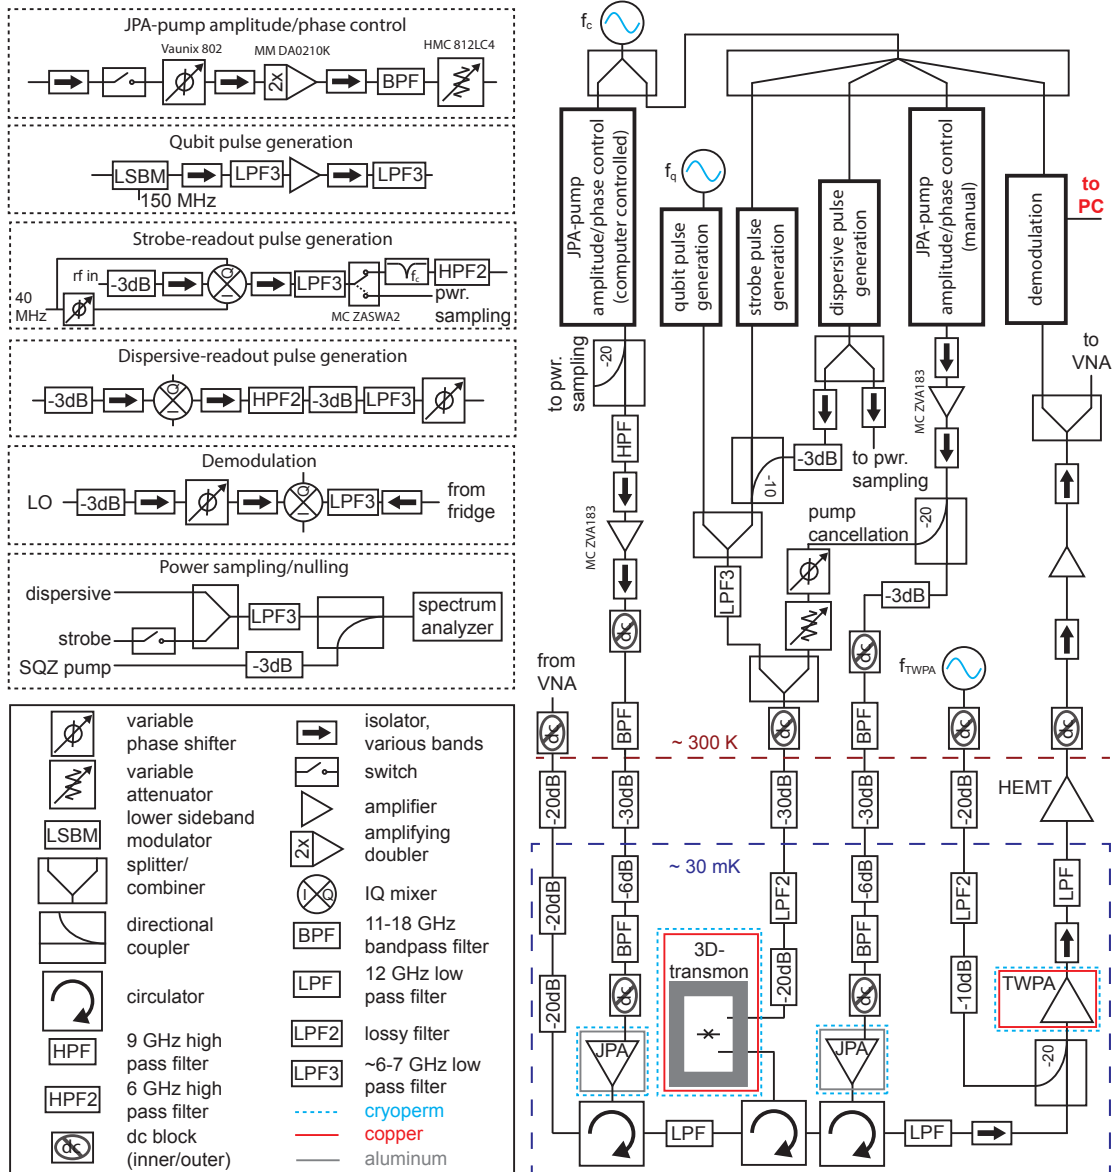 JPA-pump amplitude/phase control
Vaunix 802
MM DA0210K
HMC 812LC4
2x
BPF
Qubit pulse generation
LSBM
LPF3
LPF3
150 MHz
Strobe-readout pulse generation
rf in
-3dB
I
Q
LPF3
fc
HPF2
40
MHz
MC ZASWA2
pwr.
sampling
Dispersive-readout pulse generation
-3dB
I
Q
HPF2
-3dB
LPF3
Demodulation
LO
-3dB
I
Q
LPF3
from
fridge
Power sampling/nulling
dispersive
strobe
SQZ pump
LPF3
-3dB
spectrum
analyzer
variable
phase shifter
variable
attenuator
LSBM
lower sideband
modulator
splitter/
combiner
directional
coupler
circulator
HPF
9 GHz high
pass filter
HPF2
6 GHz high
pass filter
dc
dc block
(inner/outer)
isolator,
various bands
switch
amplifier
2x
amplifying
doubler
I
Q
IQ mixer
BPF
11-18 GHz
bandpass filter
LPF
12 GHz low
pass filter
LPF2
lossy filter
LPF3
~6-7 GHz low
pass filter
cryoperm
copper
aluminum
fc
JPA-pump
amplitude/phase control
(computer controlled)
fq
qubit pulse
generation
strobe pulse
generation
dispersive pulse
generation
JPA-pump
amplitude/phase control
(manual)
demodulation
to
PC
to pwr.
sampling
-20
HPF
MC ZVA183
dc
BPF
-10
-3dB
to pwr.
sampling
MC ZVA183
to
VNA
LPF3
pump
cancellation
-20
-3dB
dc
BPF
from
VNA
dc
dc
fTWPA
dc
dc
~ 300 K
-20dB
-30dB
-30dB
-30dB
-20dB
HEMT
~ 30 mK
-20dB
-6dB
LPF2
-6dB
LPF2
LPF
-20dB
BPF
dc
3D-
transmon
-20dB
BPF
dc
-10dB
TWPA
JPA
JPA
-20
LPF
LPF